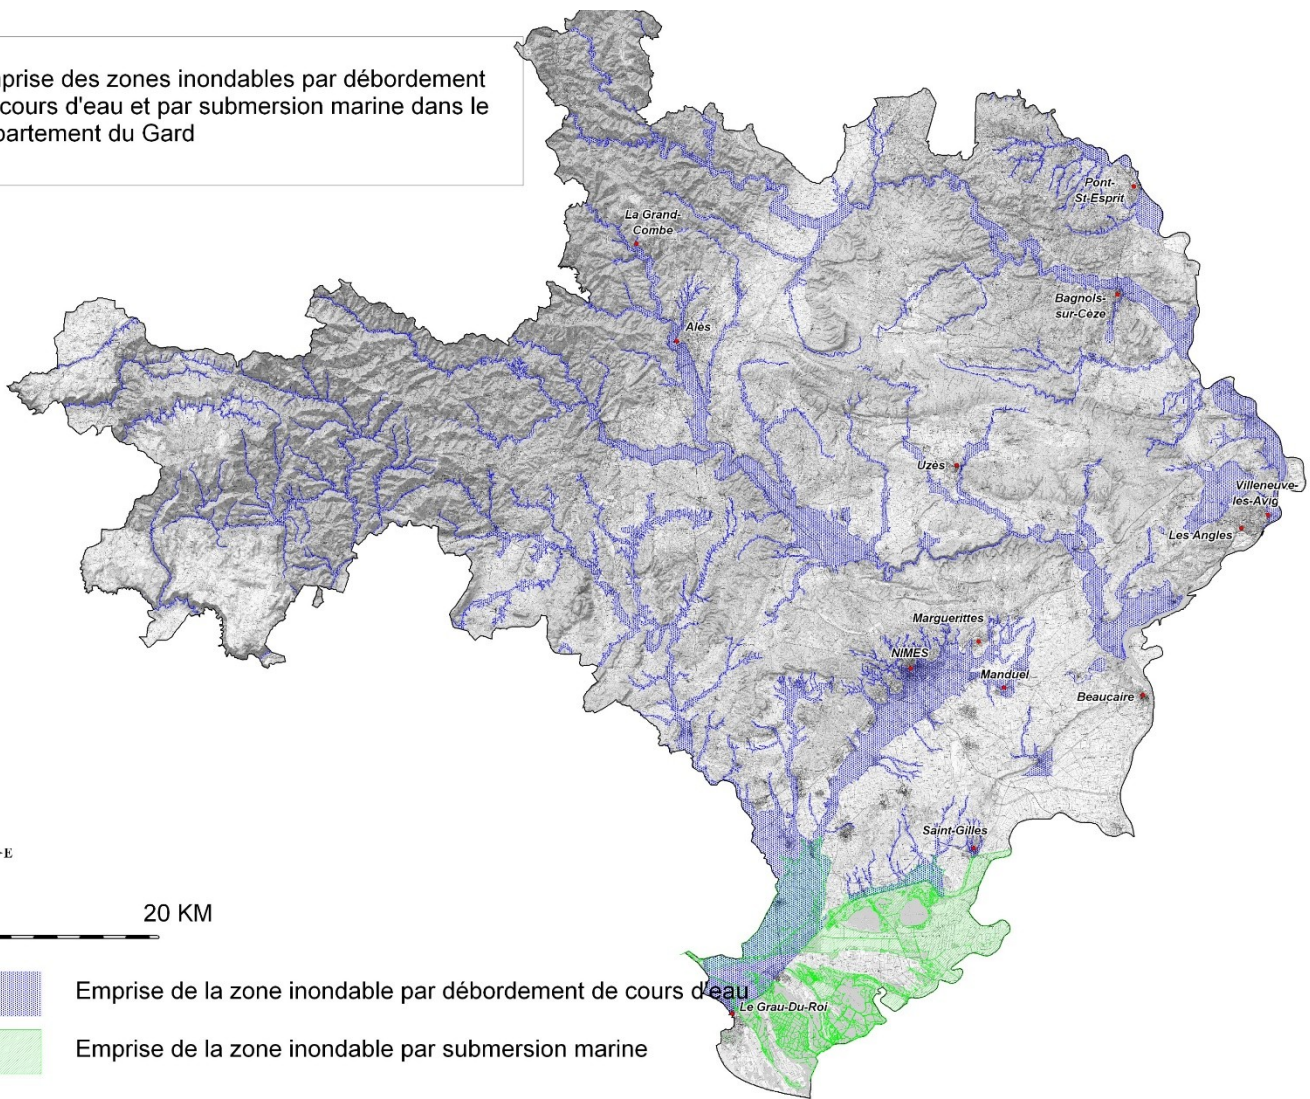 mprise des zones inondables par débordement
cours d'eau et par submersion marine dans le
partement du Gard
Pont-
St-Esprit
La Grand-
Combe
Bagnols-
sur-Cèze
Alès
Uzès
Villeneuve-
les-Avig
Les Angles
Marguerittes
NIMES
Manduel
Beaucaire
Saint-Gilles
E
20 KM
Emprise de la zone inondable par débordement de cours d'eau
Le Grau-Du-Roi
Emprise de la zone inondable par submersion marine